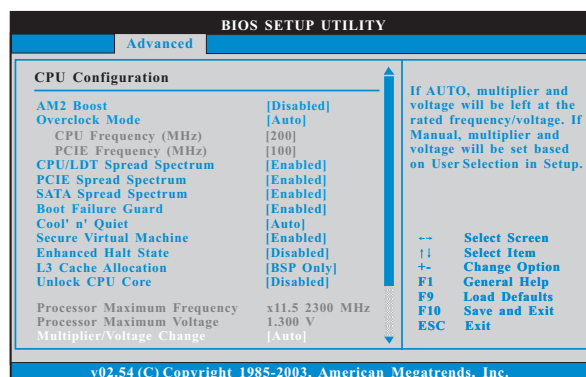 BIOS SETUP UTILITY
Advanced
CPU Configuration
AM2 Boost [Disabled]
Overclock Mode [Auto]
CPU Frequency (MHz) [200]
PCIE Frequency (MHz) [100]
CPU/LDT Spread Spectrum [Enabled]
PCIE Spread Spectrum [Enabled]
SATA Spread Spectrum [Enabled]
Boot Failure Guard [Enabled]
Cool' n' Quiet [Auto]
Secure Virtual Machine [Enabled]
Enhanced Halt State [Disabled]
L3 Cache Allocation [BSP Only]
Unlock CPU Core [Disabled]
Processor Maximum Frequency x11.5 2300 MHz
Processor Maximum Voltage 1.300 V
Multiplier/Voltage Change [Auto]
If AUTO, multiplier and
voltage will be left at the
rated frequency/voltage. If
Manual, multiplier and
voltage will be set based
on User Selection in Setup.
←→ Select Screen
↑↓ Select Item
+- Change Option
F1 General Help
F9 Load Defaults
F10 Save and Exit
ESC Exit
v02.54 (C) Copyright 1985-2003, American Megatrends, Inc.